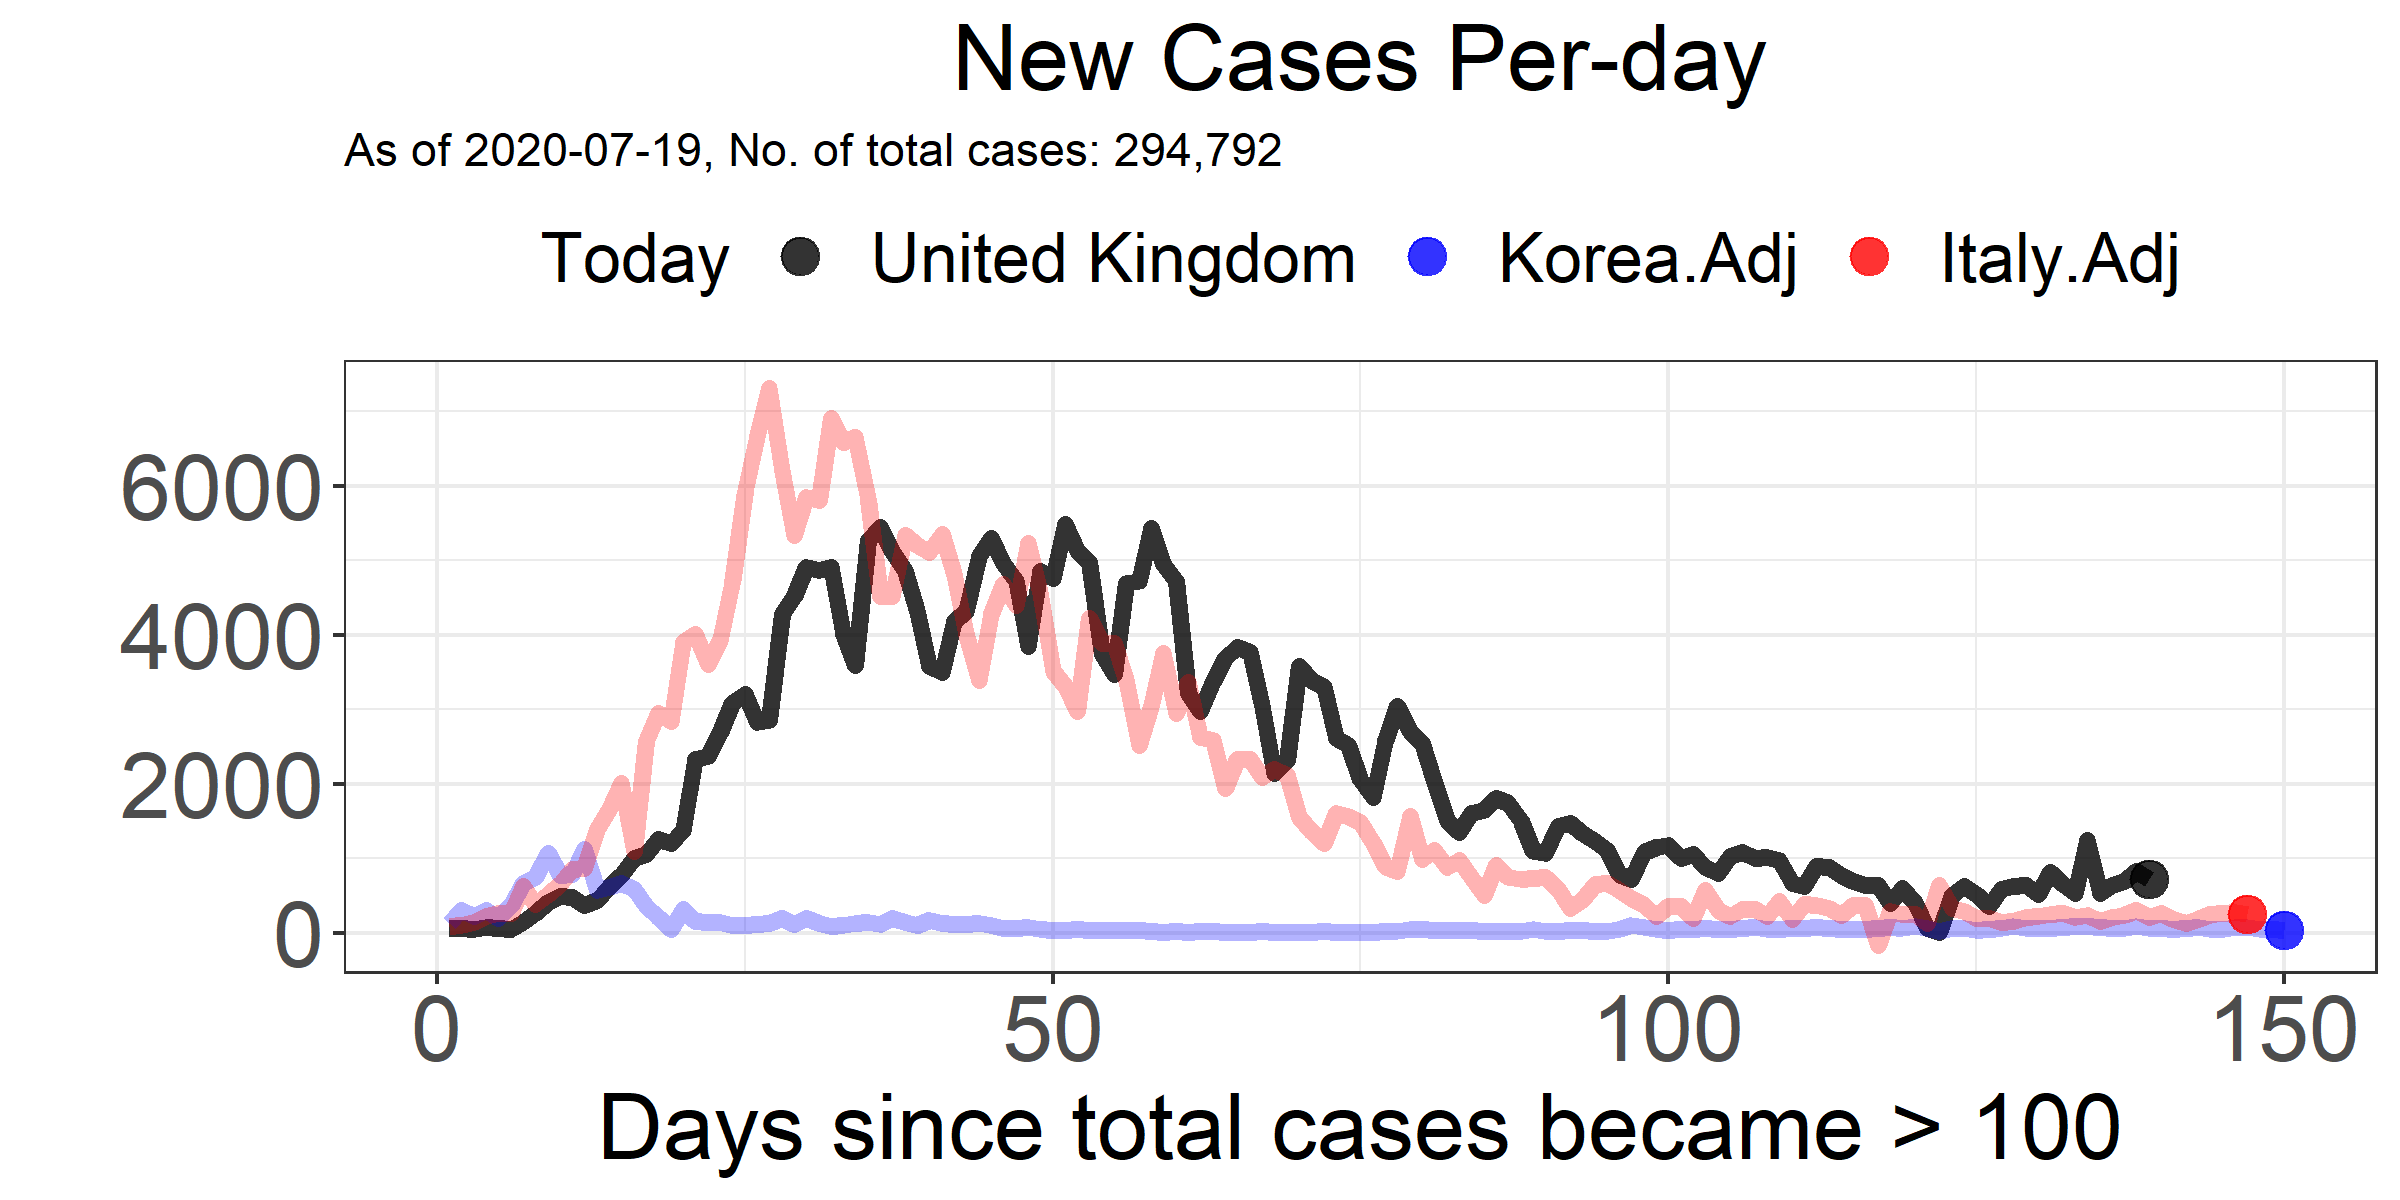 New Cases Per-day
As of 2020-07-19, No. of total cases: 294,792
Today United Kingdom Korea.Adj Italy.Adj
6000
4000
2000
0
0 50 100 150
Days since total cases became > 100